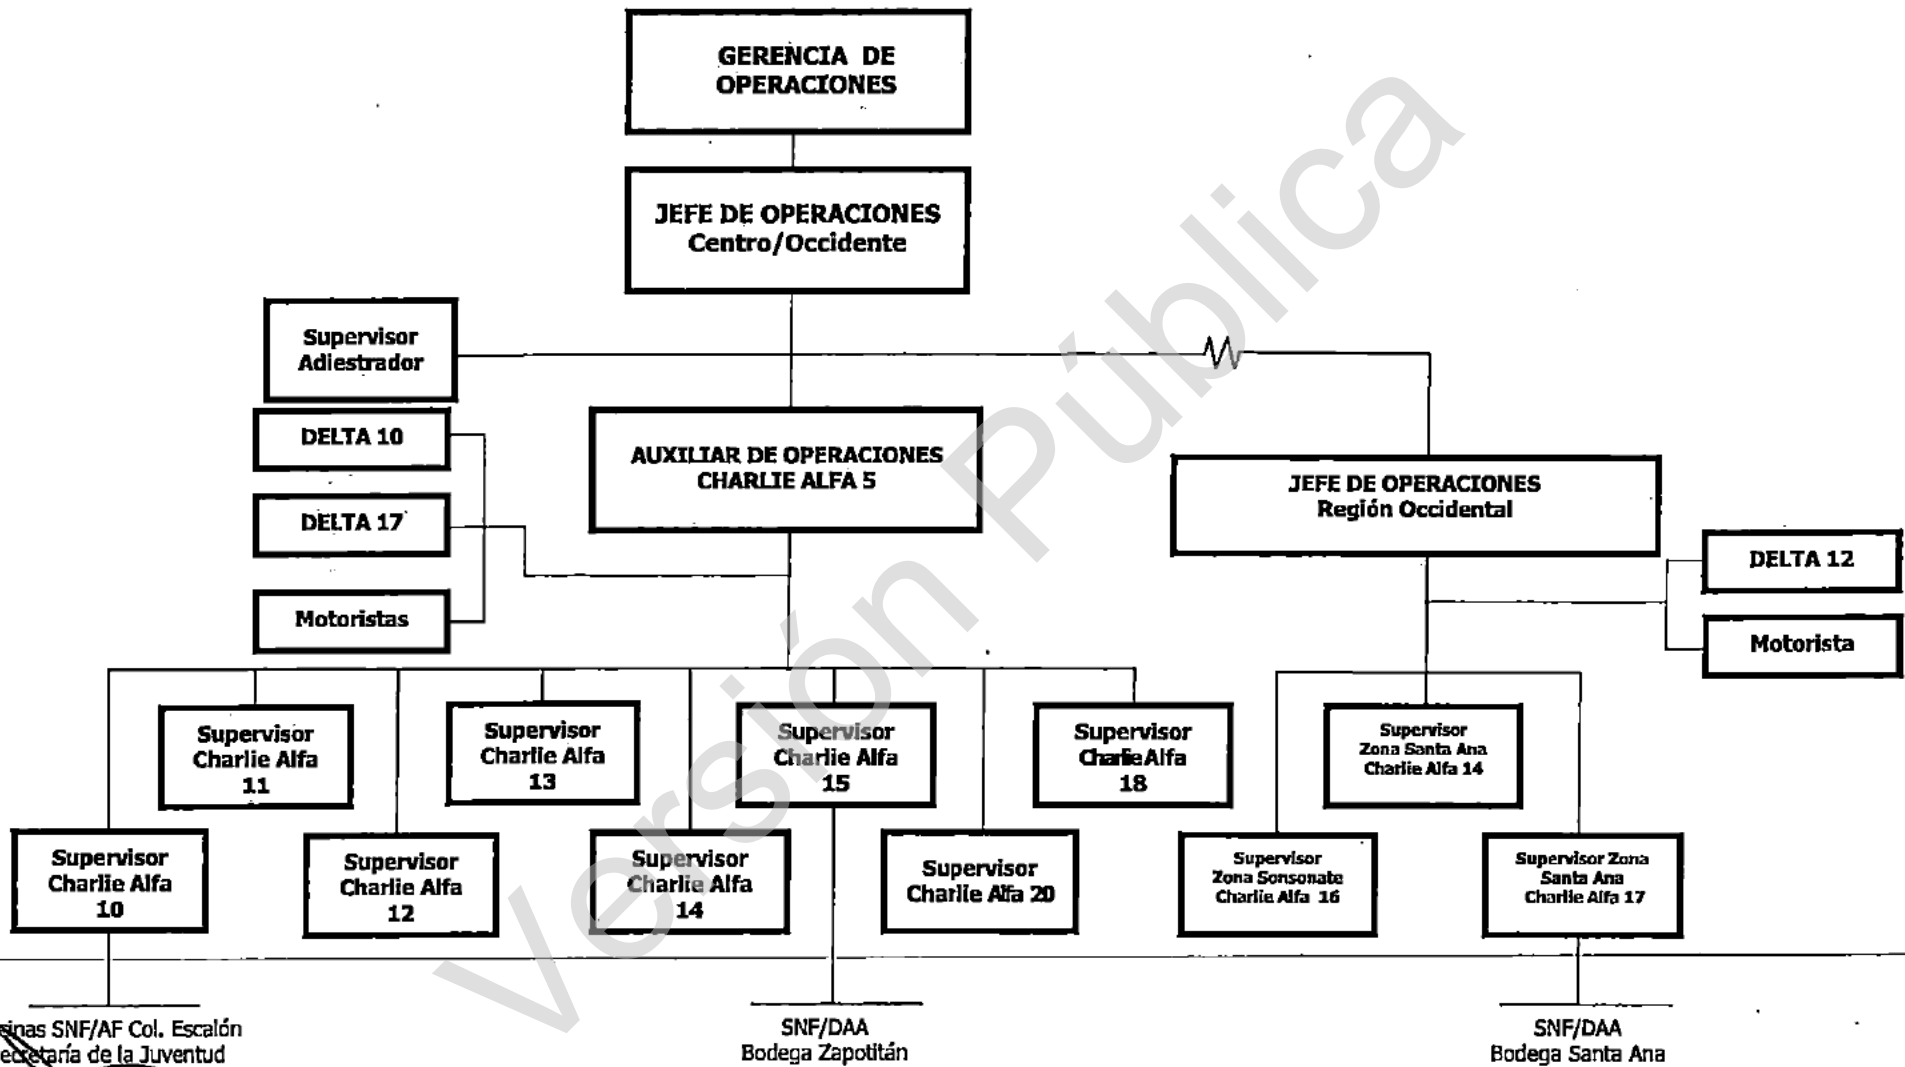 GERENCIA DE
OPERACIONES
JEFE DE OPERACIONES
Centro/Occidente
Supervisor
Adiestrador
DELTA 10
DELTA 17
Motoristas
AUXILIAR DE OPERACIONES
CHARLIE ALFA 5
JEFE DE OPERACIONES
Región Occidental
DELTA 12
Motorista
Supervisor
Charlie Alfa
11
Supervisor
Charlie Alfa
13
Supervisor
Charlie Alfa
15
Supervisor
Charlie Alfa
18
Supervisor
Zona Santa Ana
Charlie Alfa 14
Supervisor
Charlie Alfa
10
Supervisor
Charlie Alfa
12
Supervisor
Charlie Alfa
14
Supervisor
Charlie Alfa 20
Supervisor
Zona Sonsonate
Charlie Alfa 16
Supervisor Zona
Santa Ana
Charlie Alfa 17
SNF/AF Col. Escalón
de la Juventud
SNF/DAA
Bodega Zapotitán
SNF/DAA
Bodega Santa Ana
Versión Pública